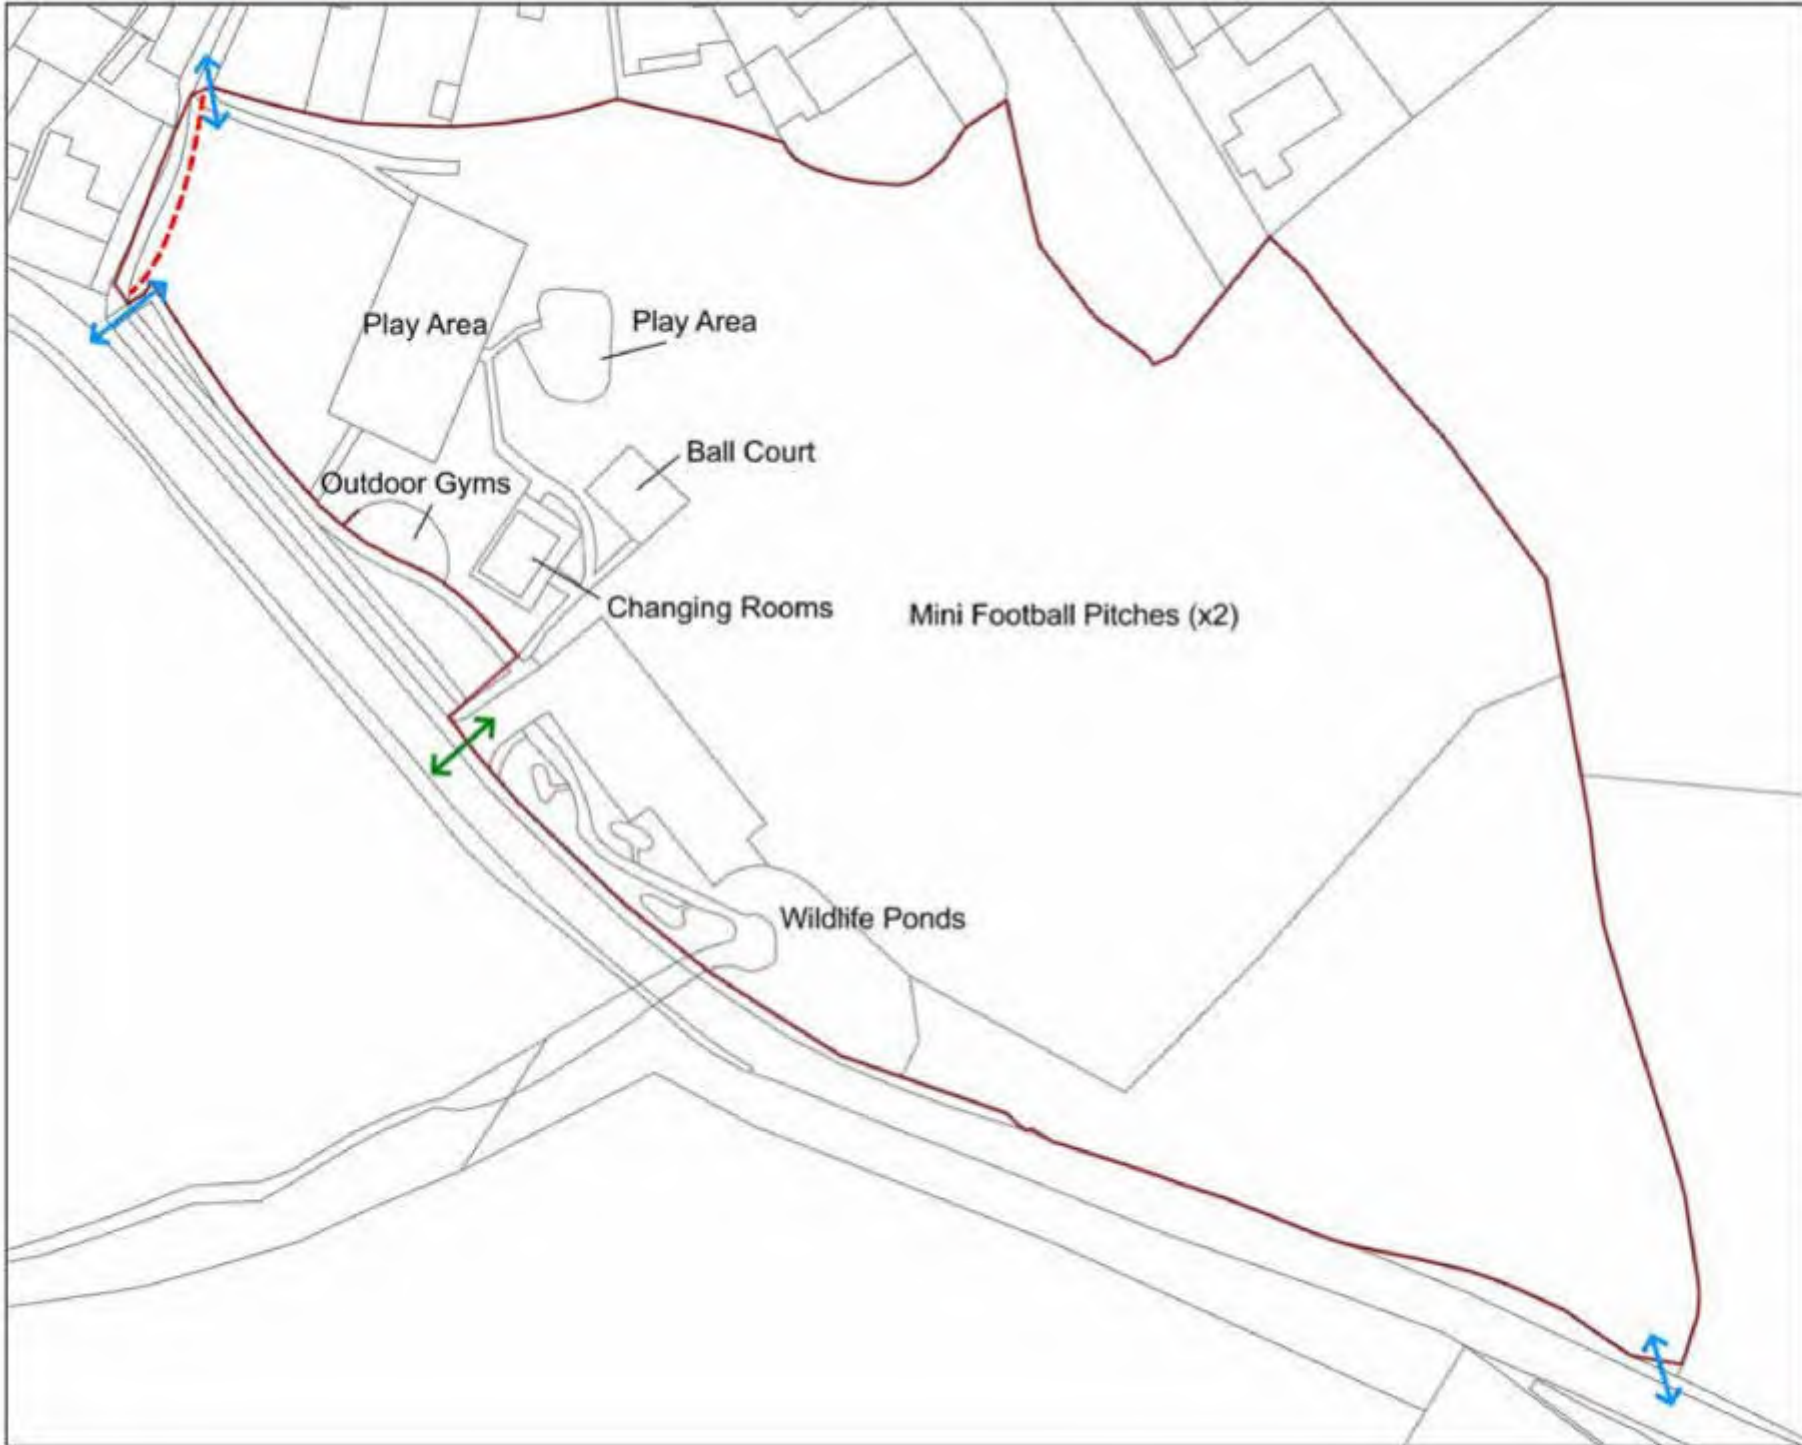 Play Area
Play Area
Ball Court
Outdoor Gyms
Changing Rooms
Mini Football Pitches (x2)
Wildlife Ponds